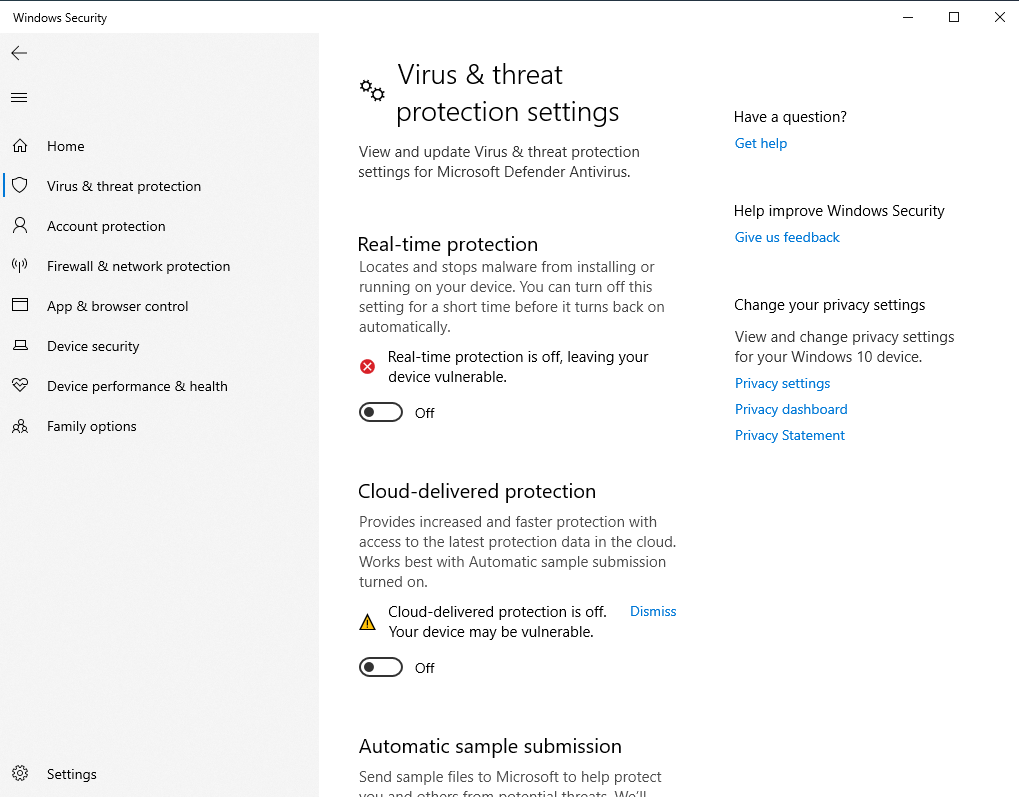 Windows Security
Home
Virus & threat protection
Account protection
Firewall & network protection
App & browser control
Device security
Device performance & health
Family options
Settings
Virus & threat
protection settings
View and update Virus & threat protection
settings for Microsoft Defender Antivirus.
Real-time protection
Locates and stops malware from installing or
running on your device. You can turn off this
setting for a short time before it turns back on
automatically.
Real-time protection is off, leaving your
device vulnerable.
Off
Cloud-delivered protection
Provides increased and faster protection with
access to the latest protection data in the cloud.
Works best with Automatic sample submission
turned on.
Cloud-delivered protection is off. Dismiss
Your device may be vulnerable.
Off
Automatic sample submission
Send sample files to Microsoft to help protect
you and others from potential threats. We'll
Have a question?
Get help
Help improve Windows Security
Give us feedback
Change your privacy settings
View and change privacy settings
for your Windows 10 device.
Privacy settings
Privacy dashboard
Privacy Statement